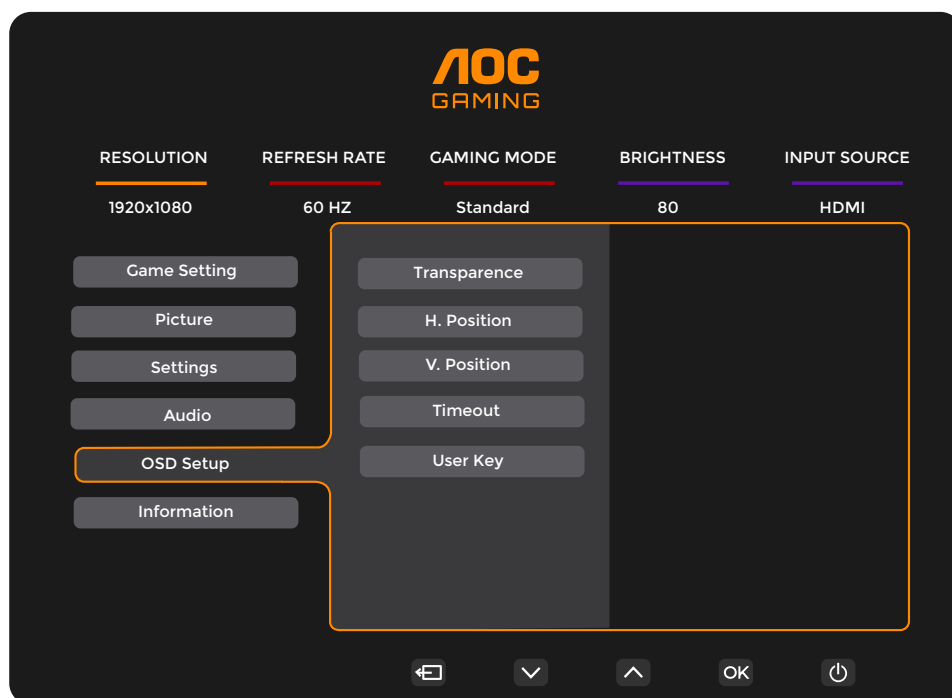 AOC
GAMING
RESOLUTION REFRESH RATE GAMING MODE BRIGHTNESS INPUT SOURCE
1920x1080 60 HZ Standard 80 HDMI
Game Setting
Picture
Settings
Audio
OSD Setup
Information
Transparence
H. Position
V. Position
Timeout
User Key
OK